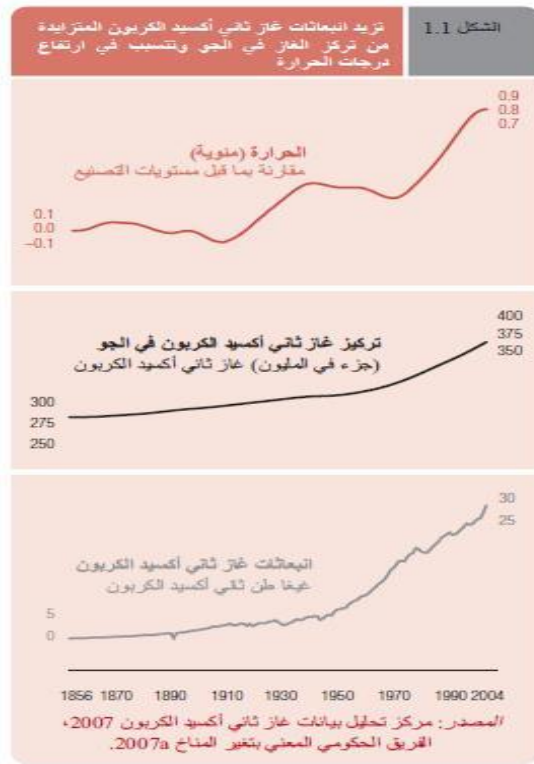 الشكل 1.1
تزيد انبعاثات غاز ثاني أكسيد الكربون المتزايدة
من تركز الغاز في الجو وتتسبب في ارتفاع
درجات الحرارة
0.9
0.8
0.7
الحرارة (مئوية)
مقارنة بما قبل مستويات التصنيع
0.1
0.0
–0.1
400
375
350
تركيز غاز ثاني أكسيد الكربون في الجو
(جزء في المليون) غاز ثاني أكسيد الكربون
300
275
250
30
25
انبعاثات غاز ثاني أكسيد الكربون
غيغا طن ثاني أكسيد الكربون
5
0
1856 1870 1890 1910 1930 1950 1970 1990 2004
المصدر: مركز تحليل بيانات غاز ثاني أكسيد الكربون 2007،
الفريق الحكومي المعني بتغير المناخ 2007a.